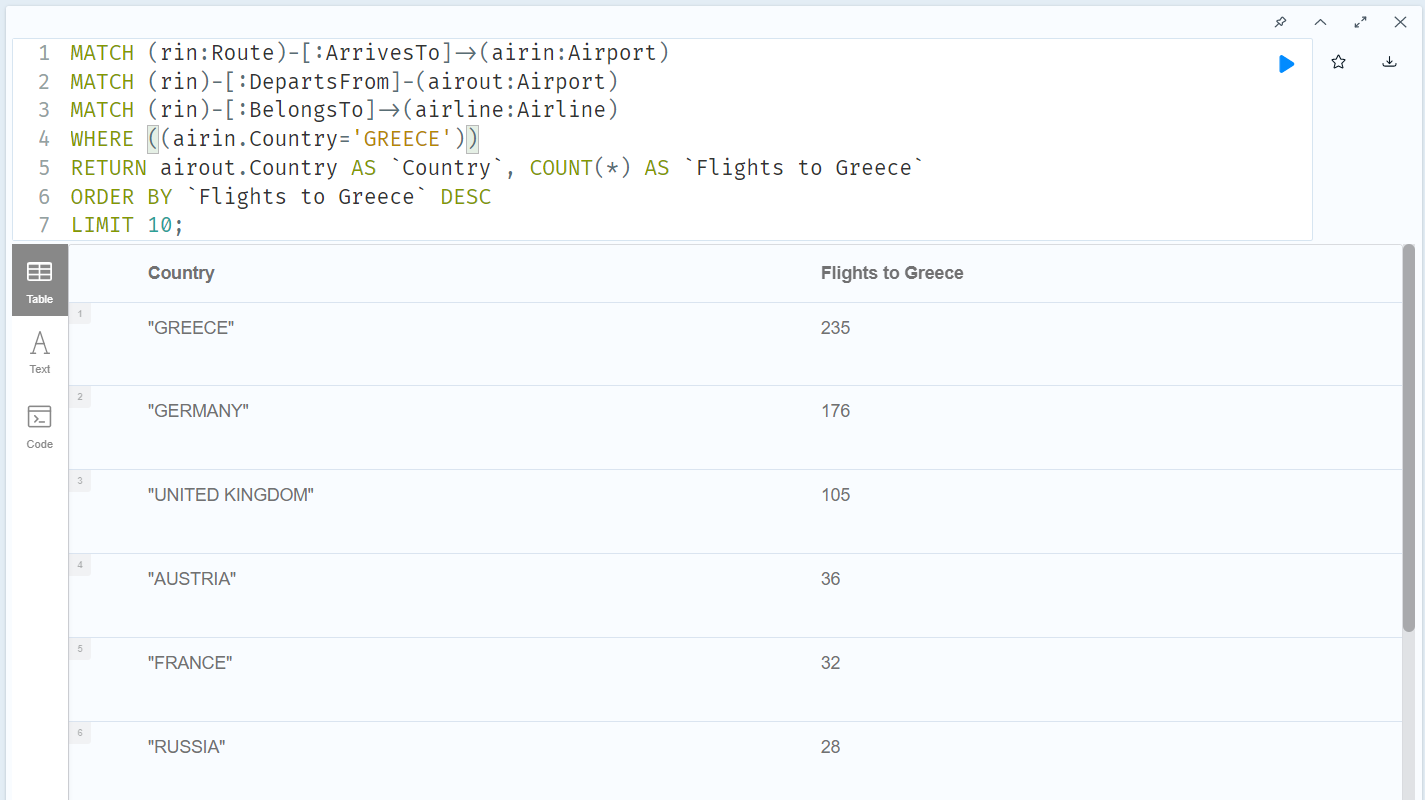 1 MATCH (rin:Route)-[:ArrivesTo]->(airin:Airport)
2 MATCH (rin)-[:DepartsFrom]-(airout:Airport)
3 MATCH (rin)-[:BelongsTo]->(airline:Airline)
4 WHERE ((airin.Country='GREECE'))
5 RETURN airout.Country AS `Country`, COUNT(*) AS `Flights to Greece`
6 ORDER BY `Flights to Greece` DESC
7 LIMIT 10;
Table
Text
Code
Country Flights to Greece
1 "GREECE" 235
2 "GERMANY" 176
3 "UNITED KINGDOM" 105
4 "AUSTRIA" 36
5 "FRANCE" 32
6 "RUSSIA" 28